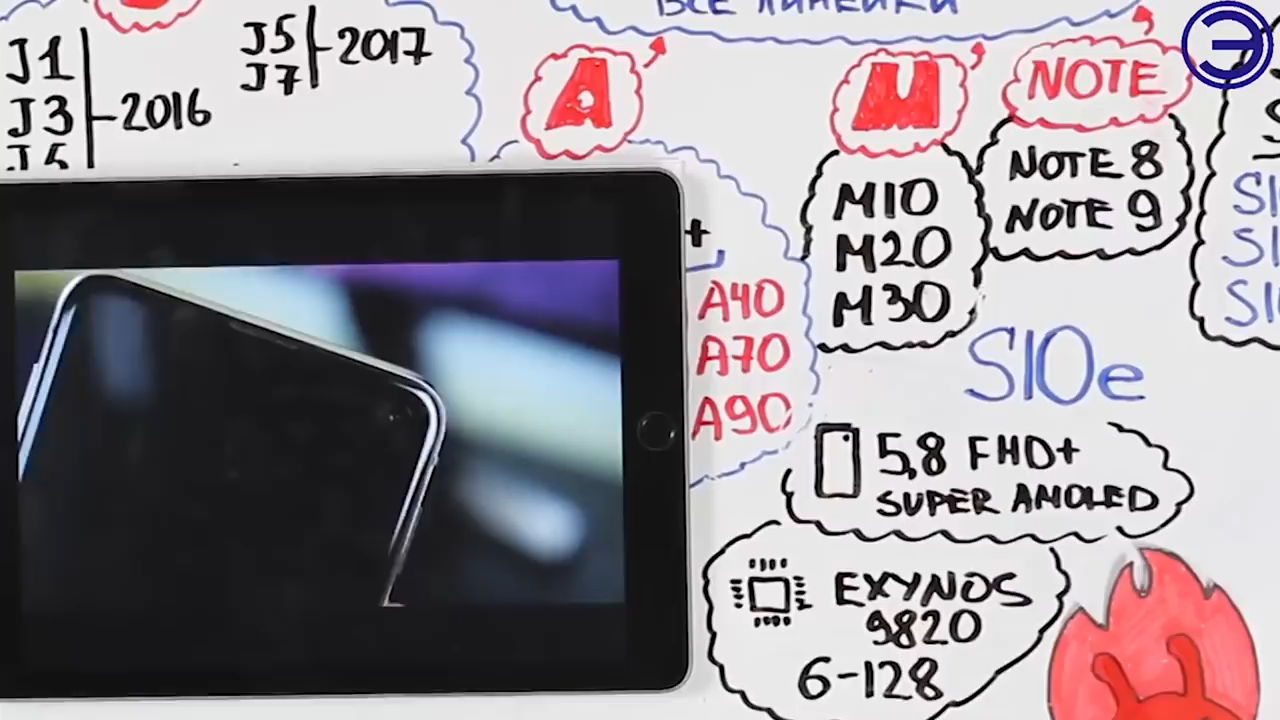 ВСЕ ЛИНЕЙКИ
J1
J3
J5
2016
J5
J7
2017
A
+
A40
A70
A90
M
M10
M20
M30
NOTE
NOTE 8
NOTE 9
Э
S10e
5,8 FHD+
SUPER AMOLED
EXYNOS
9820
6-128